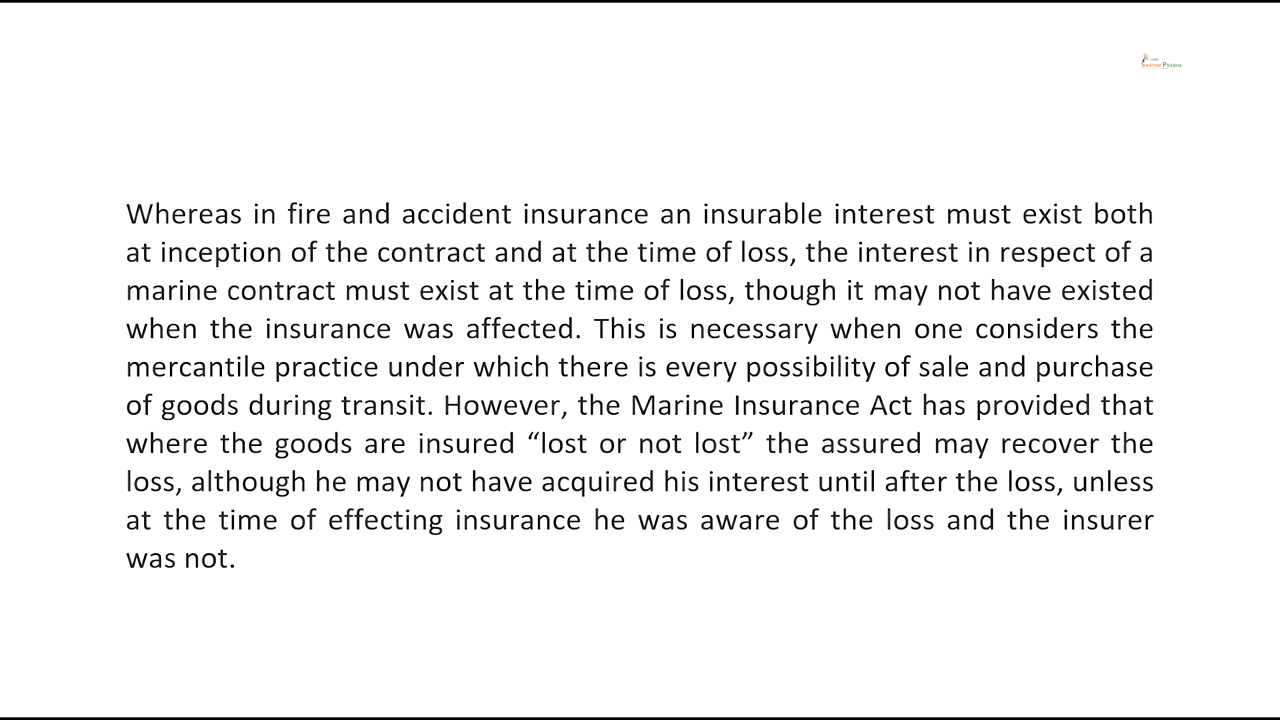 SWAYAM PRABHA
Whereas in fire and accident insurance an insurable interest must exist both
at inception of the contract and at the time of loss, the interest in respect of a
marine contract must exist at the time of loss, though it may not have existed
when the insurance was affected. This is necessary when one considers the
mercantile practice under which there is every possibility of sale and purchase
of goods during transit. However, the Marine Insurance Act has provided that
where the goods are insured “lost or not lost” the assured may recover the
loss, although he may not have acquired his interest until after the loss, unless
at the time of effecting insurance he was aware of the loss and the insurer
was not.